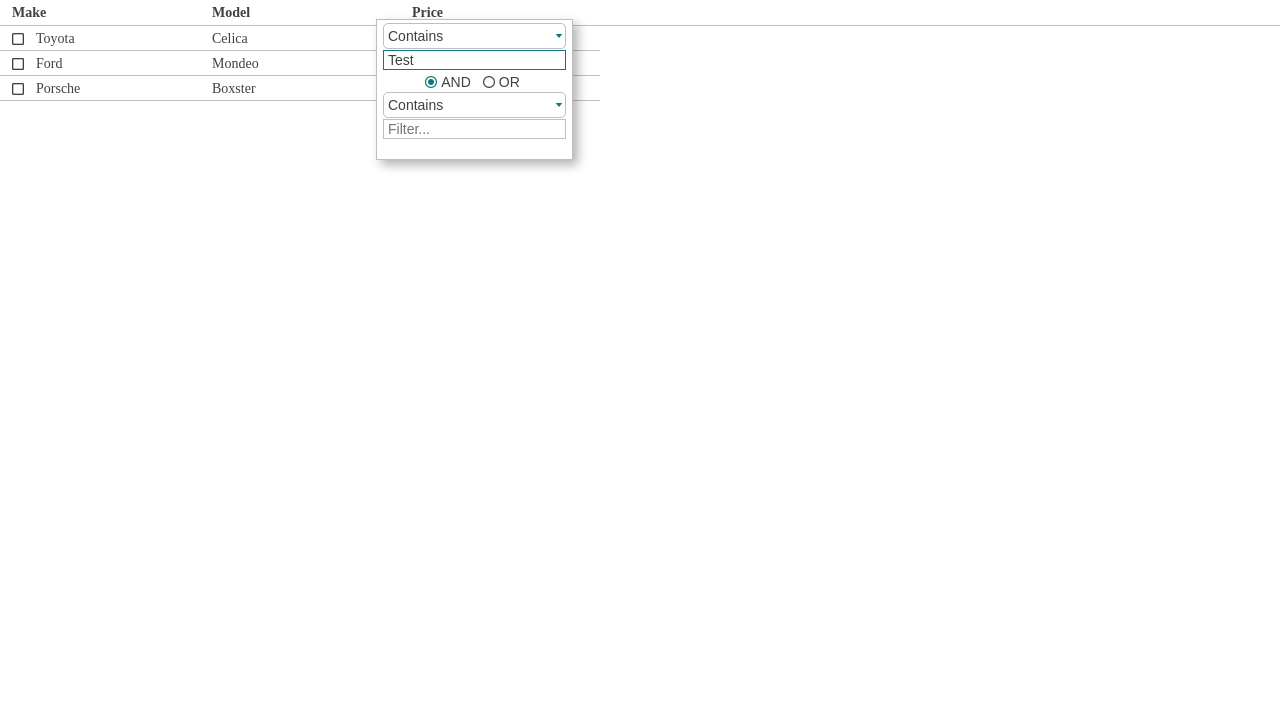 Make Model Price
Toyota Celica
Ford Mondeo
Porsche Boxster
Contains
Test
AND OR
Contains
Filter...